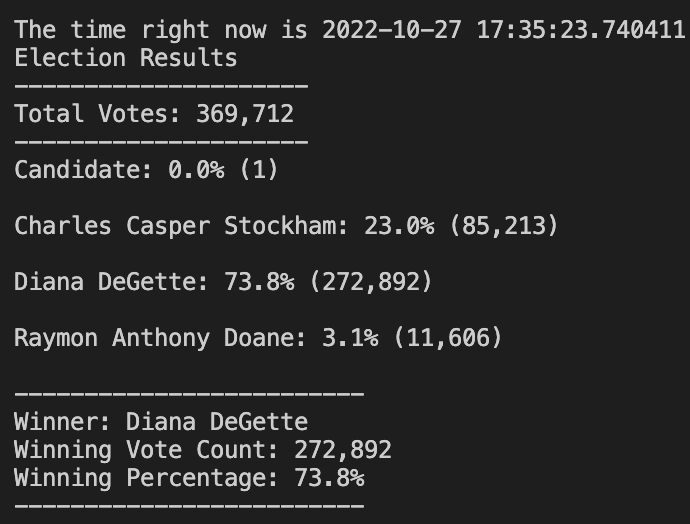 The time right now is 2022-10-27 17:35:23.740411
Election Results
---------------------
Total Votes: 369,712
---------------------
Candidate: 0.0% (1)
Charles Casper Stockham: 23.0% (85,213)
Diana DeGette: 73.8% (272,892)
Raymon Anthony Doane: 3.1% (11,606)
-------------------------
Winner: Diana DeGette
Winning Vote Count: 272,892
Winning Percentage: 73.8%
-------------------------